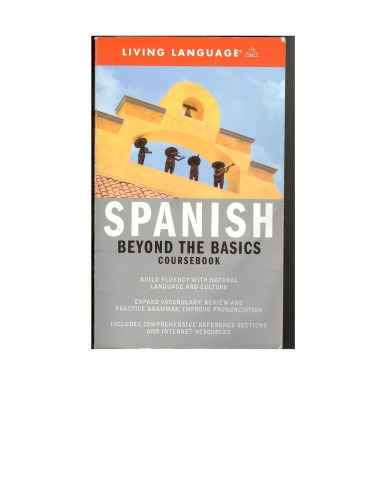 LIVING LANGUAGE®
SPANISH
BEYOND THE BASICS
COURSEBOOK
BUILD FLUENCY WITH NATURAL
LANGUAGE AND CULTURE
EXPAND VOCABULARY, REVIEW AND
PRACTICE GRAMMAR, IMPROVE PRONUNCIATION
INCLUDES COMPREHENSIVE REFERENCE SECTIONS
AND INTERNET RESOURCES